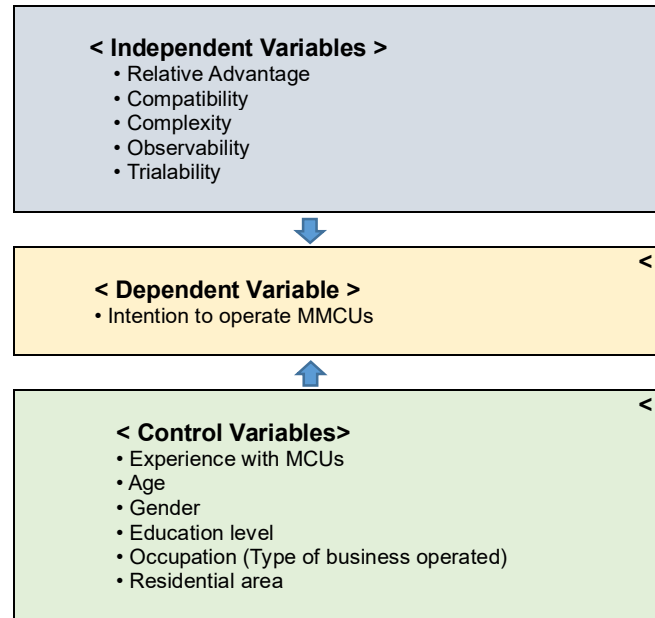 < Independent Variables >
• Relative Advantage
• Compatibility
• Complexity
• Observability
• Trialability
<
< Dependent Variable >
• Intention to operate MMCUs
<
< Control Variables>
• Experience with MCUs
• Age
• Gender
• Education level
• Occupation (Type of business operated)
• Residential area